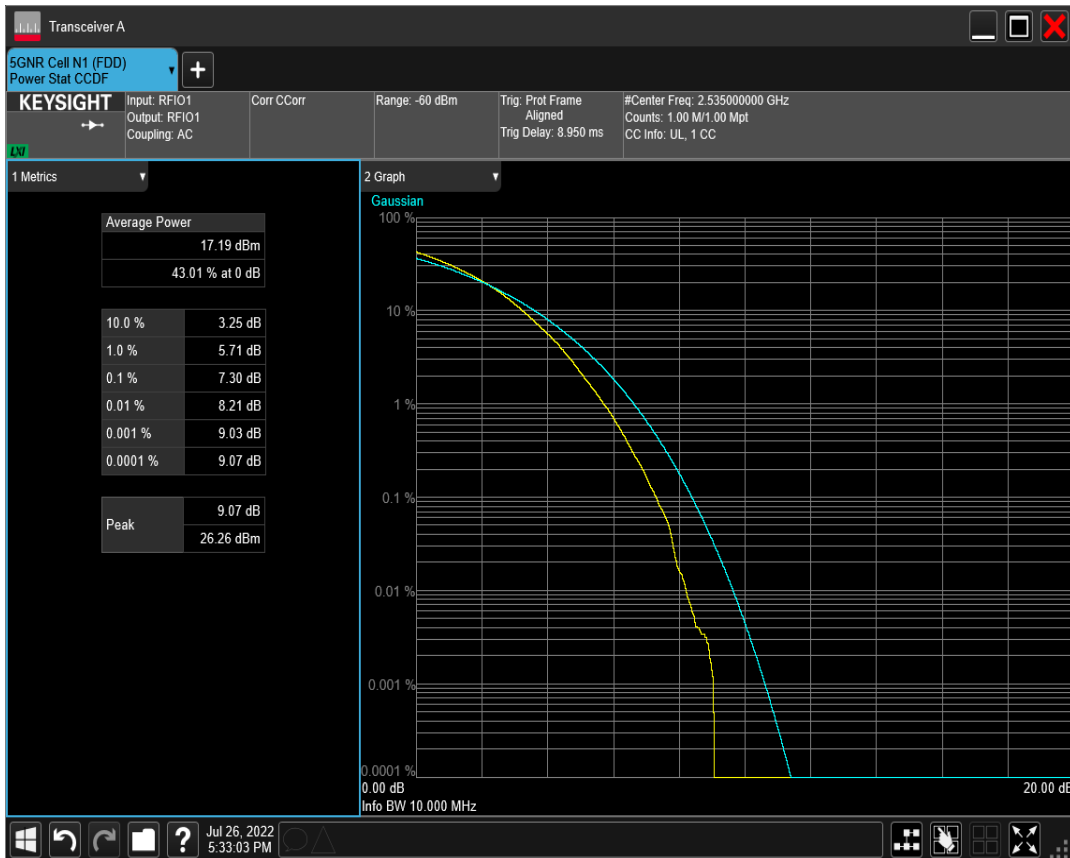 Transceiver A
5GNR Cell N1 (FDD)
Power Stat CCDF
+
KEYSIGHT
LXI
Input: RFIO1
Output: RFIO1
Coupling: AC
Corr CCorr
Range: -60 dBm
Trig: Prot Frame
Aligned
Trig Delay: 8.950 ms
#Center Freq: 2.535000000 GHz
Counts: 1.00 M/1.00 Mpt
CC Info: UL, 1 CC
1 Metrics
Average Power
17.19 dBm
43.01 % at 0 dB
10.0 % 3.25 dB
1.0 % 5.71 dB
0.1 % 7.30 dB
0.01 % 8.21 dB
0.001 % 9.03 dB
0.0001 % 9.07 dB
Peak 9.07 dB
26.26 dBm
2 Graph
Gaussian
100 %
10 %
1 %
0.1 %
0.01 %
0.001 %
0.0001 %
0.00 dB 20.00 dB
Info BW 10.000 MHz
?
Jul 26, 2022
5:33:03 PM